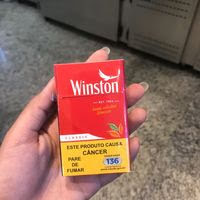 Winston
EST. 1954
CLASSIC
ESTE PRODUTO CAUSA
CÂNCER
PARE
DE
FUMAR
136